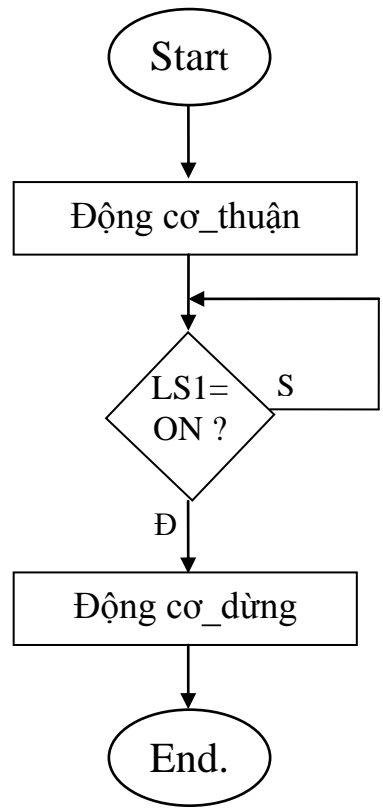 Start
Động cơ_thuận
LS1=
ON ?
S
Đ
Động cơ_dừng
End.